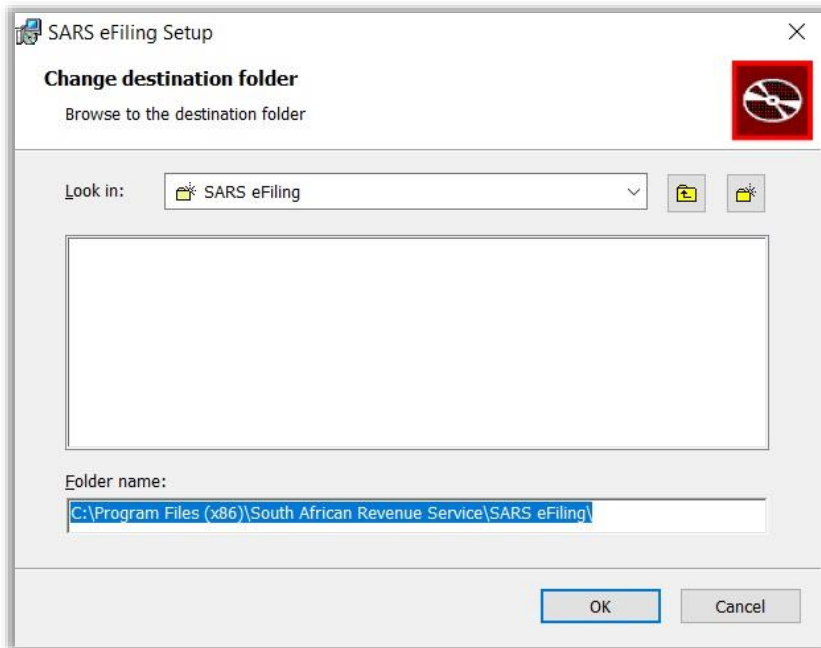 SARS eFiling Setup
Change destination folder
Browse to the destination folder
Look in:
SARS eFiling
Folder name:
C:\Program Files (x86)\South African Revenue Service\SARS eFiling\
OK
Cancel